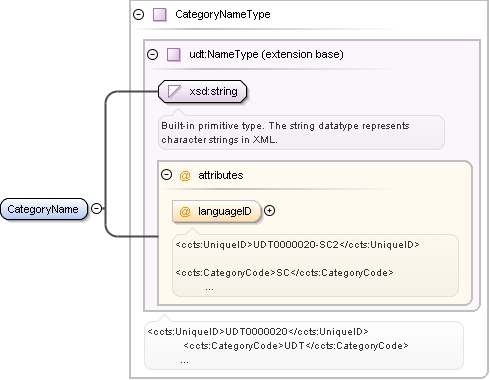 CategoryNameType
udt:NameType (extension base)
xsd:string
Built-in primitive type. The string datatype represents
character strings in XML.
@ attributes
CategoryName
@ languageID
<ccts:UniqueID>UDT0000020-SC2</ccts:UniqueID>
<ccts:CategoryCode>SC</ccts:CategoryCode>
...
<ccts:UniqueID>UDT0000020</ccts:UniqueID>
<ccts:CategoryCode>UDT</ccts:CategoryCode>
...